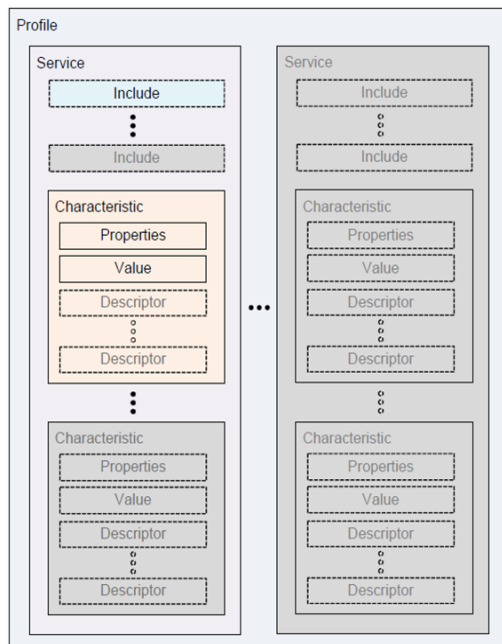 Profile
Service
Include
Include
Characteristic
Properties
Value
Descriptor
Descriptor
Characteristic
Properties
Value
Descriptor
Descriptor
Service
Include
Include
Characteristic
Properties
Value
Descriptor
Descriptor
Characteristic
Properties
Value
Descriptor
Descriptor